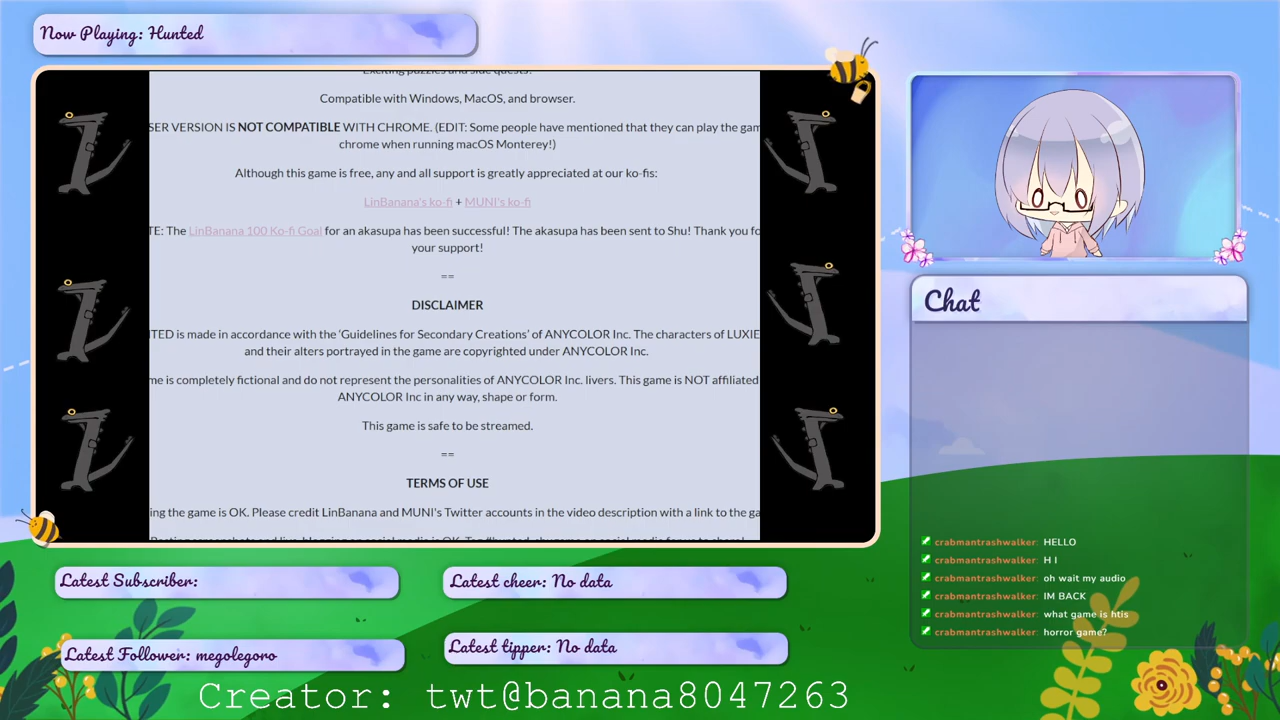 Now Playing: Hunted
Exciting puzzles and side quests!
Compatible with Windows, MacOS, and browser.
SER VERSION IS NOT COMPATIBLE WITH CHROME. (EDIT: Some people have mentioned that they can play the gam
chrome when running macOS Monterey!)
Although this game is free, any and all support is greatly appreciated at our ko-fis:
LinBanana's ko-fi + MUNI's ko-fi
TE: The LinBanana 100 Ko-fi Goal for an akasupa has been successful! The akasupa has been sent to Shu! Thank you fo
your support!
==
DISCLAIMER
TED is made in accordance with the ‘Guidelines for Secondary Creations’ of ANYCOLOR Inc. The characters of LUXIE
and their alters portrayed in the game are copyrighted under ANYCOLOR Inc.
me is completely fictional and do not represent the personalities of ANYCOLOR Inc. livers. This game is NOT affiliated
ANYCOLOR Inc in any way, shape or form.
This game is safe to be streamed.
==
TERMS OF USE
ing the game is OK. Please credit LinBanana and MUNI's Twitter accounts in the video description with a link to the ga
Chat
crabmantrashwalker: HELLO
crabmantrashwalker: H I
crabmantrashwalker: oh wait my audio
crabmantrashwalker: IM BACK
crabmantrashwalker: what game is htis
crabmantrashwalker: horror game?
Latest Subscriber:
Latest cheer: No data
Latest Follower: megolegoro
Latest tipper: No data
Creator: twt@banana8047263